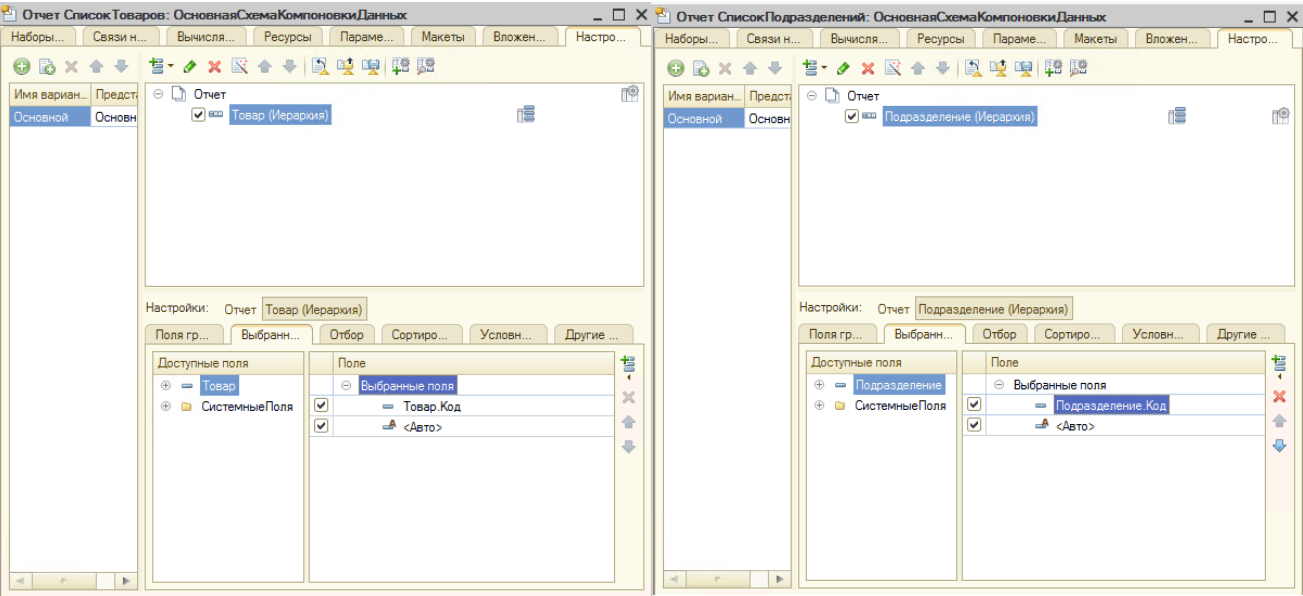 Отчет СписокТоваров: ОсновнаяСхемаКомпоновкиДанных
Наборы... Связи н... Вычисля... Ресурсы Параме... Макеты Вложен... Настро...
Имя вариан... Предста
Основной Основн
Отчет
Товар (Иерархия)
Настройки: Отчет Товар (Иерархия)
Поля гр... Выбранн... Отбор Сортиро... Условн... Другие ...
Доступные поля
Товар
СистемныеПоля
Поле
Выбранные поля
Товар.Код
<Авто>
Отчет СписокПодразделений: ОсновнаяСхемаКомпоновкиДанных
Наборы... Связи н... Вычисля... Ресурсы Параме... Макеты Вложен... Настро...
Имя вариан... Предста
Основной Основн
Отчет
Подразделение (Иерархия)
Настройки: Отчет Подразделение (Иерархия)
Поля гр... Выбранн... Отбор Сортиро... Условн... Другие ...
Доступные поля
Подразделение
СистемныеПоля
Поле
Выбранные поля
Подразделение.Код
<Авто>